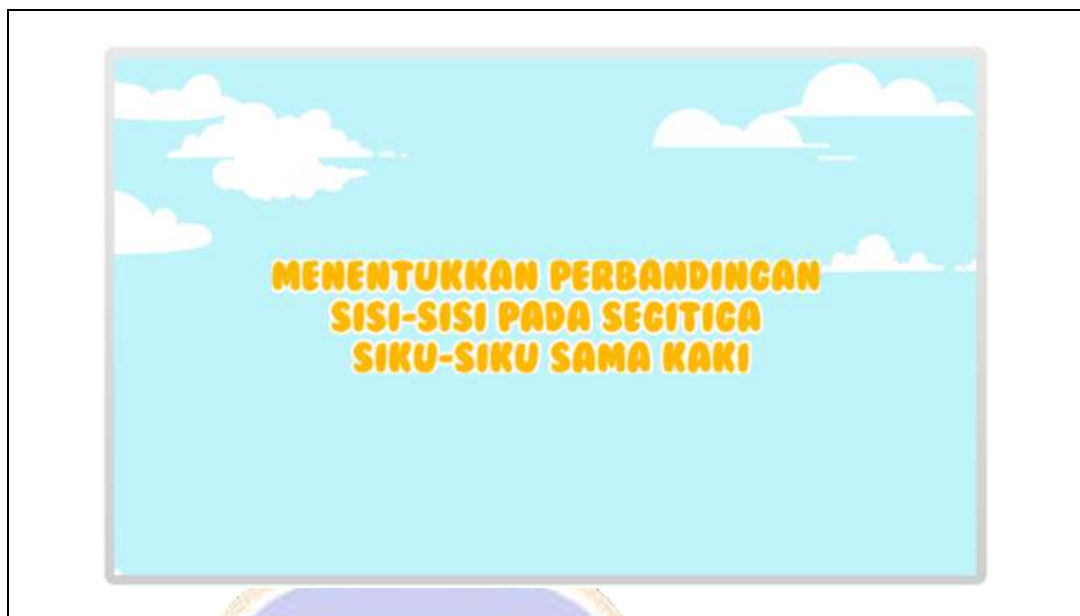 MENENTUKKAN PERBANDINGAN
SISI-SISI PADA SEGITIGA
SIKU-SIKU SAMA KAKI